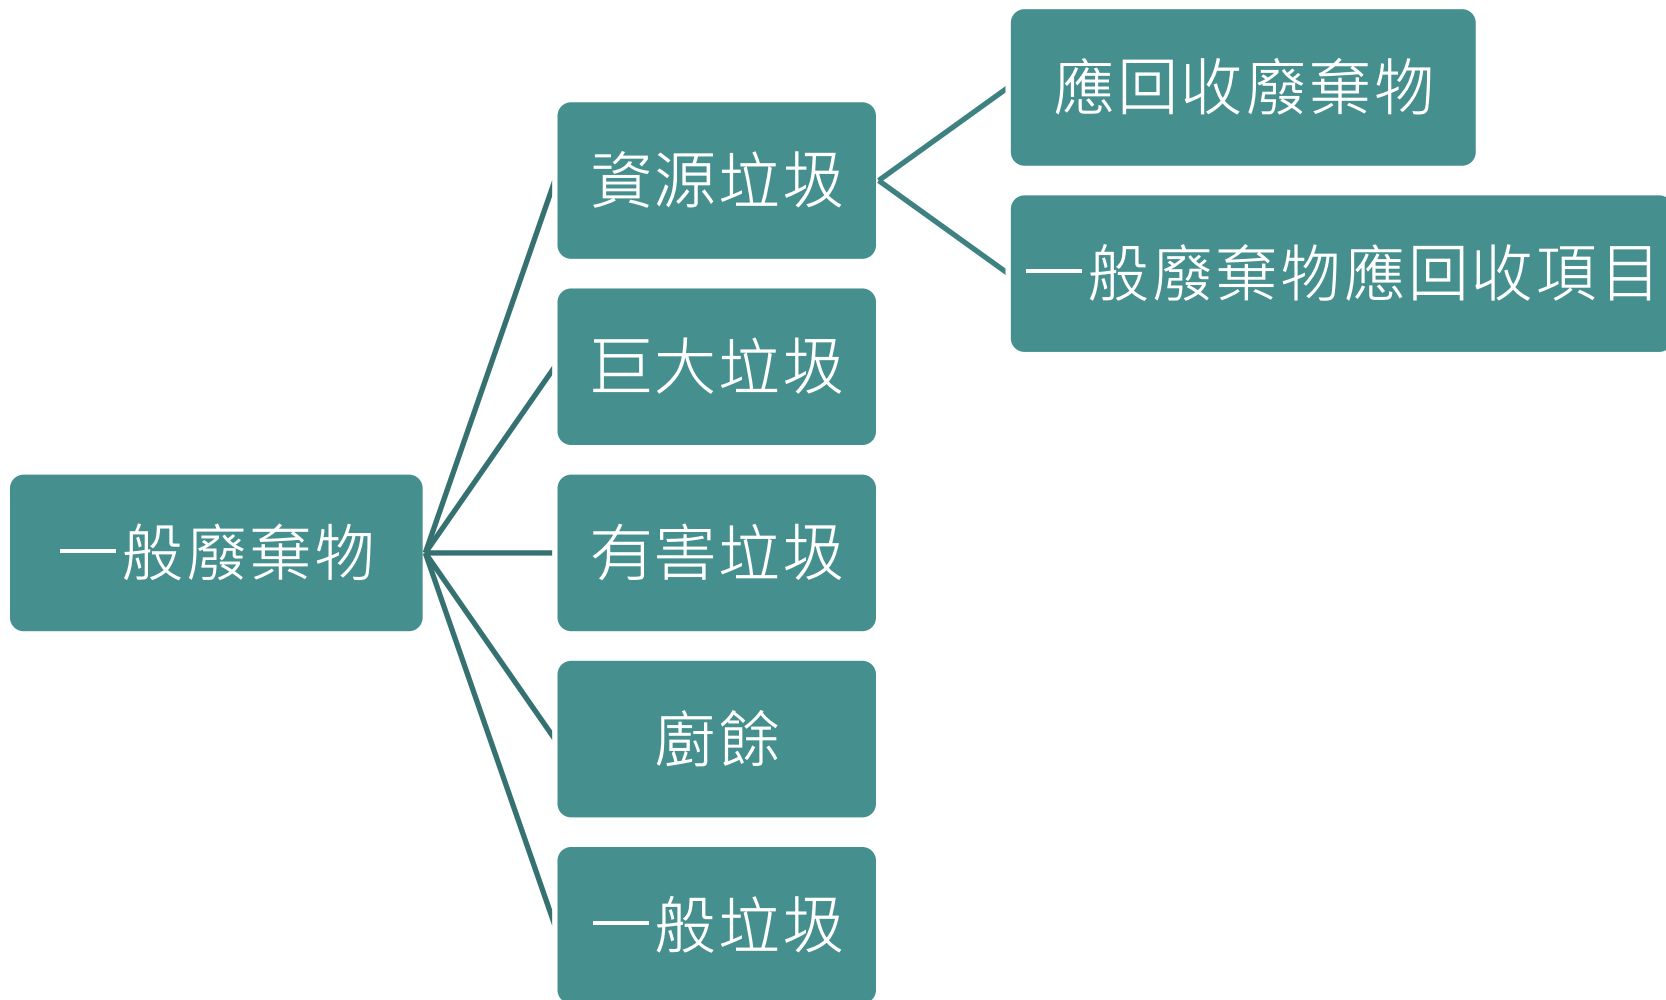 一般廢棄物
資源垃圾
應回收廢棄物
一般廢棄物應回收項目
巨大垃圾
有害垃圾
廚餘
一般垃圾